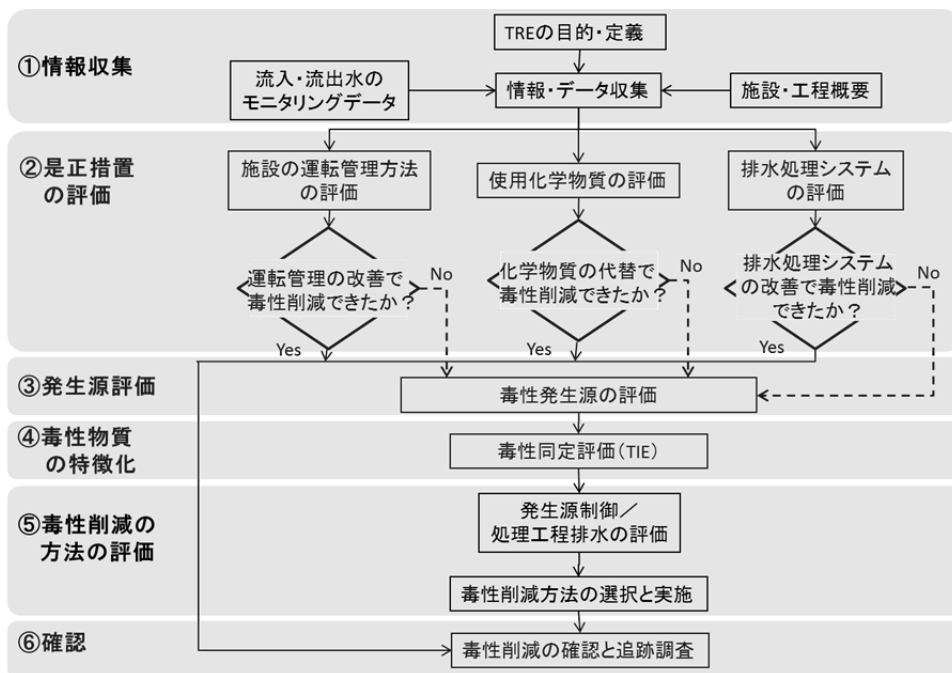 ①情報収集
TREの目的・定義
流入・流出水の
モニタリングデータ
情報・データ収集
施設・工程概要
②是正措置
の評価
施設の運転管理方法
の評価
使用化学物質の評価
排水処理システム
の評価
運転管理の改善で
毒性削減できたか？
No
化学物質の代替で
毒性削減できたか？
No
排水処理システム
の改善で毒性削減
できたか？
No
Yes
Yes
Yes
③発生源評価
毒性発生源の評価
④毒性物質
の特徴化
毒性同定評価（TIE）
⑤毒性削減の
方法の評価
発生源制御／
処理工程排水の評価
毒性削減方法の選択と実施
⑥確認
毒性削減の確認と追跡調査